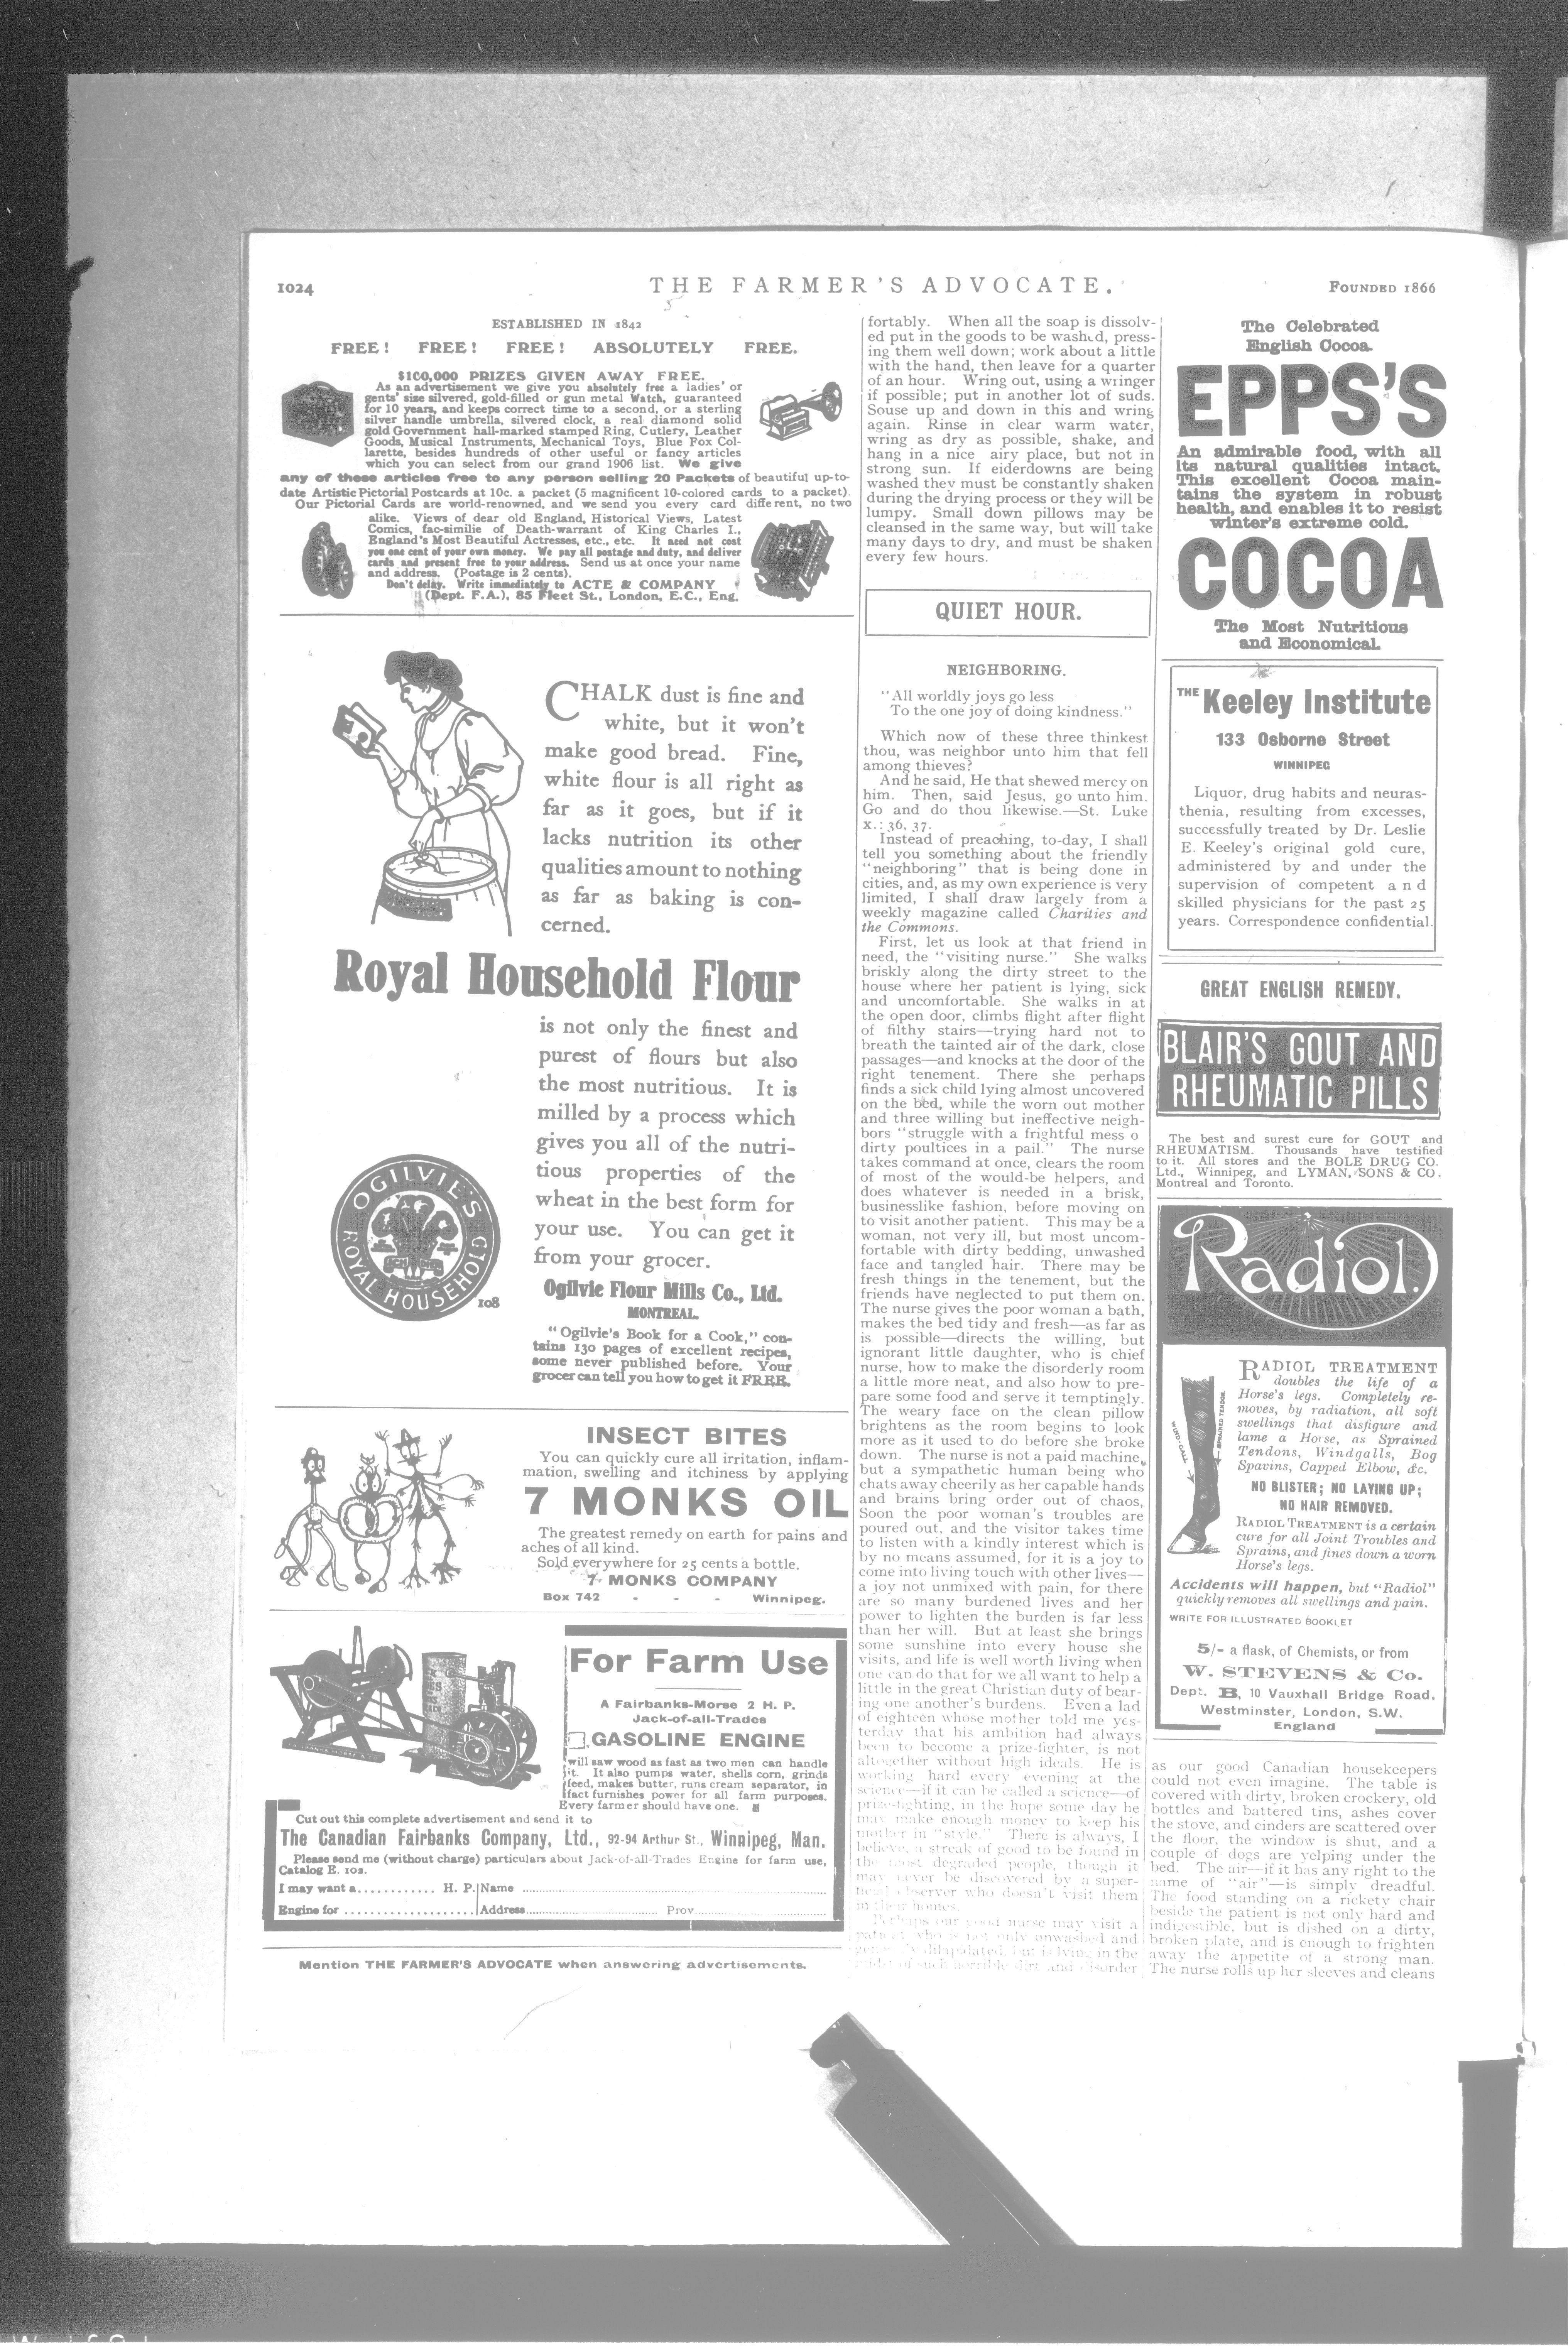 1024
THE FARMER'S ADVOCATE.
FOUNDED 1866
ESTABLISHED IN 1842
FREE! FREE! FREE! ABSOLUTELY FREE.
$100,000 PRIZES GIVEN AWAY FREE.
As an advertisement we give you absolutely free a ladies' or
gents' size silvered, gold-filled or gun metal Watch, guaranteed
for 10 years, and keeps correct time to a second, or a sterling
silver handle umbrella, silvered clock, a real diamond solid
gold Government hall-marked stamped Ring, Cutlery, Leather
Goods, Musical Instruments, Mechanical Toys, Blue Fox Col-
larette, besides hundreds of other useful or fancy articles
which you can select from our grand 1906 list. We give
any of these articles free to any person selling 20 Packets of beautiful up-to-
date Artistic Pictorial Postcards at 10c. a packet (5 magnificent 10-colored cards to a packet).
Our Pictorial Cards are world-renowned, and we send you every card different, no two
alike. Views of dear old England, Historical Views, Latest
Comics, fac-similie of Death-warrant of King Charles I.,
England's Most Beautiful Actresses, etc., etc. It need not cost
you one cent of your own money. We pay all postage and duty, and deliver
cards and present free to your address. Send us at once your name
and address. (Postage is 2 cents).
Don't delay. Write immediately to ACTE & COMPANY
(Dept. F.A.), 85 Fleet St., London, E.C., Eng.
CHALK dust is fine and
white, but it won't
make good bread. Fine,
white flour is all right as
far as it goes, but if it
lacks nutrition its other
qualities amount to nothing
as far as baking is con-
cerned.
Royal Household Flour
is not only the finest and
purest of flours but also
the most nutritious. It is
milled by a process which
gives you all of the nutri-
tious properties of the
wheat in the best form for
your use. You can get it
from your grocer.
OGILVIE'S
ROYAL HOUSEHOLD
108
Ogilvie Flour Mills Co., Ltd.
MONTREAL.
"Ogilvie's Book for a Cook," con-
tains 130 pages of excellent recipes,
some never published before. Your
grocer can tell you how to get it FREE.
INSECT BITES
You can quickly cure all irritation, inflam-
mation, swelling and itchiness by applying
7 MONKS OIL
The greatest remedy on earth for pains and
aches of all kind.
Sold everywhere for 25 cents a bottle.
7 MONKS COMPANY
Box 742 - - - Winnipeg.
For Farm Use
A Fairbanks-Morse 2 H. P.
Jack-of-all-Trades
GASOLINE ENGINE
will saw wood as fast as two men can handle
it. It also pumps water, shells corn, grinds
feed, makes butter, runs cream separator, in
fact furnishes power for all farm purposes.
Every farmer should have one.
Cut out this complete advertisement and send it to
The Canadian Fairbanks Company, Ltd., 92-94 Arthur St., Winnipeg, Man.
Please send me (without charge) particulars about Jack-of-all-Trades Engine for farm use,
Catalog E. 102.
I may want a............ H. P. Name ............
Engine for .................... Address............ Prov............
Mention THE FARMER'S ADVOCATE when answering advertisements.
fortably. When all the soap is dissolv-
ed put in the goods to be washed, press-
ing them well down; work about a little
with the hand, then leave for a quarter
of an hour. Wring out, using a wringer
if possible; put in another lot of suds.
Souse up and down in this and wring
again. Rinse in clear warm water,
wring as dry as possible, shake, and
hang in a nice airy place, but not in
strong sun. If eiderdowns are being
washed they must be constantly shaken
during the drying process or they will be
lumpy. Small down pillows may be
cleansed in the same way, but will take
many days to dry, and must be shaken
every few hours.
QUIET HOUR.
NEIGHBORING.
"All worldly joys go less
To the one joy of doing kindness."
Which now of these three thinkest
thou, was neighbor unto him that fell
among thieves?
And he said, He that shewed mercy on
him. Then, said Jesus, go unto him.
Go and do thou likewise.—St. Luke
x.: 36, 37.
Instead of preaching, to-day, I shall
tell you something about the friendly
"neighboring" that is being done in
cities, and, as my own experience is very
limited, I shall draw largely from a
weekly magazine called Charities and
the Commons.
First, let us look at that friend in
need, the "visiting nurse." She walks
briskly along the dirty street to the
house where her patient is lying, sick
and uncomfortable. She walks in at
the open door, climbs flight after flight
of filthy stairs—trying hard not to
breath the tainted air of the dark, close
passages—and knocks at the door of the
right tenement. There she perhaps
finds a sick child lying almost uncovered
on the bed, while the worn out mother
and three willing but ineffective neigh-
bors "struggle with a frightful mess o
dirty poultices in a pail." The nurse
takes command at once, clears the room
of most of the would-be helpers, and
does whatever is needed in a brisk,
businesslike fashion, before moving on
to visit another patient. This may be a
woman, not very ill, but most uncom-
fortable with dirty bedding, unwashed
face and tangled hair. There may be
fresh things in the tenement, but the
friends have neglected to put them on.
The nurse gives the poor woman a bath,
makes the bed tidy and fresh—as far as
is possible—directs the willing, but
ignorant little daughter, who is chief
nurse, how to make the disorderly room
a little more neat, and also how to pre-
pare some food and serve it temptingly.
The weary face on the clean pillow
brightens as the room begins to look
more as it used to do before she broke
down. The nurse is not a paid machine,
but a sympathetic human being who
chats away cheerily as her capable hands
and brains bring order out of chaos,
Soon the poor woman's troubles are
poured out, and the visitor takes time
to listen with a kindly interest which is
by no means assumed, for it is a joy to
come into living touch with other lives—
a joy not unmixed with pain, for there
are so many burdened lives and her
power to lighten the burden is far less
than her will. But at least she brings
some sunshine into every house she
visits, and life is well worth living when
one can do that for we all want to help a
little in the great Christian duty of bear-
ing one another's burdens. Even a lad
of eighteen whose mother told me yes-
terday that his ambition had always
been to become a prize-fighter, is not
altogether without high ideals. He is
working hard every evening at the
science—if it can be called a science—of
prize-fighting, in the hope some day he
may make enough money to keep his
mother in "style." There is always, I
believe, a streak of good to be found in
the most degraded people, though it
may never be discovered by a super-
ficial observer who doesn't visit them
in their homes.
Perhaps our good nurse may visit a
patient who is not only unwashed and
dilapidated, but is lying in the
of such horrible dirt and disorder
The Celebrated
English Cocoa.
EPPS'S
An admirable food, with all
its natural qualities intact.
This excellent Cocoa main-
tains the system in robust
health, and enables it to resist
winter's extreme cold.
COCOA
The Most Nutritious
and Economical.
THE Keeley Institute
133 Osborne Street
WINNIPEG
Liquor, drug habits and neuras-
thenia, resulting from excesses,
successfully treated by Dr. Leslie
E. Keeley's original gold cure,
administered by and under the
supervision of competent and
skilled physicians for the past 25
years. Correspondence confidential.
GREAT ENGLISH REMEDY.
BLAIR'S GOUT AND
RHEUMATIC PILLS
The best and surest cure for GOUT and
RHEUMATISM. Thousands have testified
to it. All stores and the BOLE DRUG CO.
Ltd., Winnipeg, and LYMAN, SONS & CO.
Montreal and Toronto.
Radiol.
WIND-GALL
SPRAINED TENDON
RADIOL TREATMENT
doubles the life of a
Horse's legs. Completely re-
moves, by radiation, all soft
swellings that disfigure and
lame a Horse, as Sprained
Tendons, Windgalls, Bog
Spavins, Capped Elbow, &c.
NO BLISTER; NO LAYING UP;
NO HAIR REMOVED.
RADIOL TREATMENT is a certain
cure for all Joint Troubles and
Sprains, and fines down a worn
Horse's legs.
Accidents will happen, but "Radiol"
quickly removes all swellings and pain.
WRITE FOR ILLUSTRATED BOOKLET
5/- a flask, of Chemists, or from
W. STEVENS & Co.
Dept. B, 10 Vauxhall Bridge Road,
Westminster, London, S.W.
England
as our good Canadian housekeepers
could not even imagine. The table is
covered with dirty, broken crockery, old
bottles and battered tins, ashes cover
the stove, and cinders are scattered over
the floor, the window is shut, and a
couple of dogs are yelping under the
bed. The air—if it has any right to the
name of "air"—is simply dreadful.
The food standing on a rickety chair
beside the patient is not only hard and
indigestible, but is dished on a dirty,
broken plate, and is enough to frighten
away the appetite of a strong man.
The nurse rolls up her sleeves and cleans